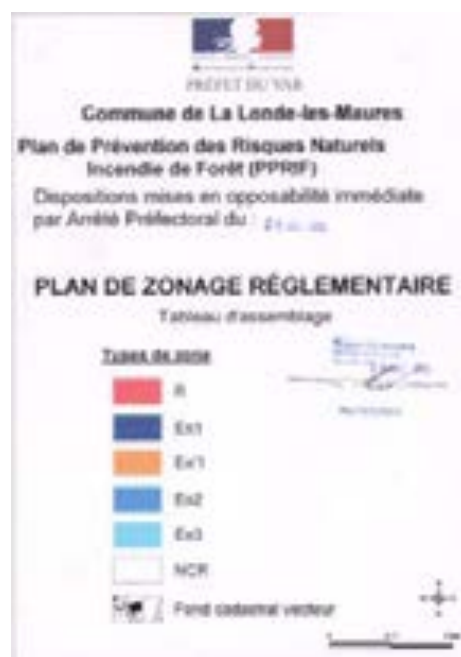 PRÉFET DU VAR
Commune de La Londe-les-Maures
Plan de Prévention des Risques Naturels
Incendie de Forêt (PPRIF)
Dispositions mises en opposabilité immédiate
par Arrêté Préfectoral du :
PLAN DE ZONAGE RÉGLEMENTAIRE
Tableau d'assemblage
Types de zone
R
En1
En'1
En2
En3
NCR
Fond cadastral vecteur